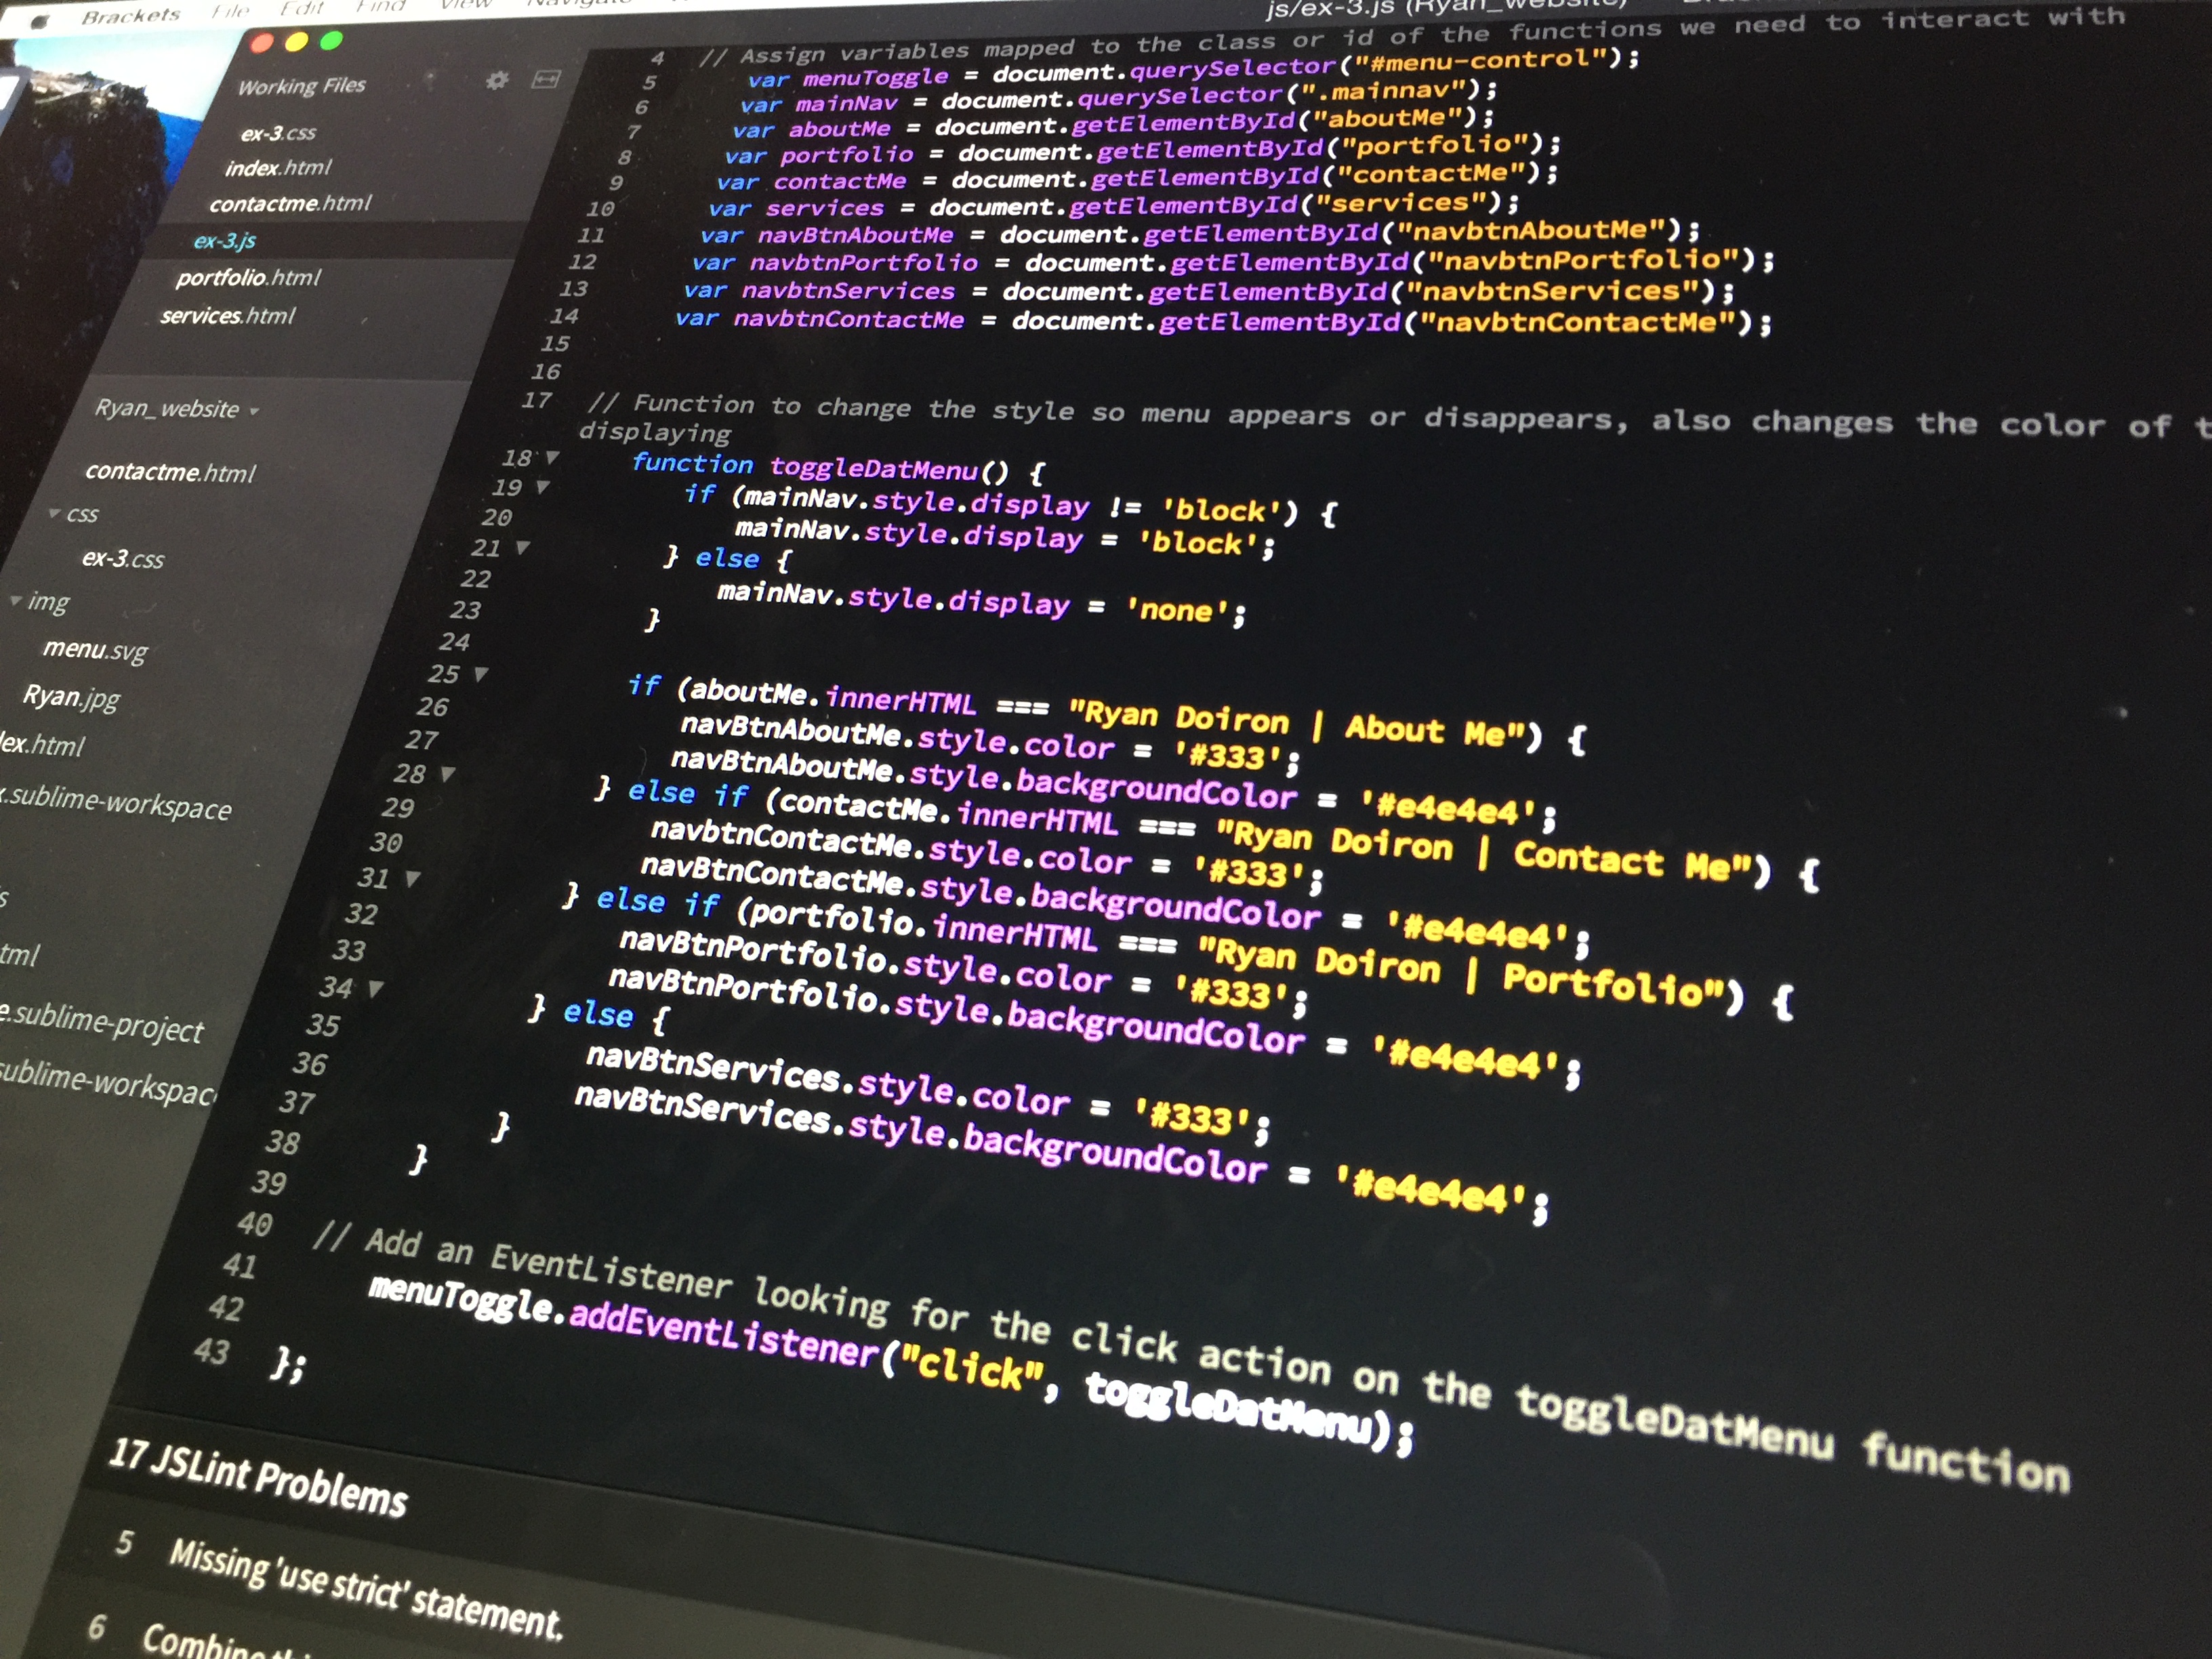 Brackets File Edit Find View Navigate
js/ex-3.js (Ryan_website)
Working Files
ex-3.css
index.html
contactme.html
ex-3.js
portfolio.html
services.html
Ryan_website
contactme.html
css
ex-3.css
img
menu.svg
Ryan.jpg
ex.html
.sublime-workspace
s
tml
e.sublime-project
sublime-workspac
4 // Assign variables mapped to the class or id of the functions we need to interact with
5 var menuToggle = document.querySelector("#menu-control");
6 var mainNav = document.querySelector(".mainnav");
7 var aboutMe = document.getElementById("aboutMe");
8 var portfolio = document.getElementById("portfolio");
9 var contactMe = document.getElementById("contactMe");
10 var services = document.getElementById("services");
11 var navBtnAboutMe = document.getElementById("navbtnAboutMe");
12 var navbtnPortfolio = document.getElementById("navbtnPortfolio");
13 var navbtnServices = document.getElementById("navbtnServices");
14 var navbtnContactMe = document.getElementById("navbtnContactMe");
15
16
17 // Function to change the style so menu appears or disappears, also changes the color of t
displaying
18 function toggleDatMenu() {
19 if (mainNav.style.display != 'block') {
20 mainNav.style.display = 'block';
21 } else {
22 mainNav.style.display = 'none';
23 }
24
25 if (aboutMe.innerHTML === "Ryan Doiron | About Me") {
26 navBtnAboutMe.style.color = '#333';
27 navBtnAboutMe.style.backgroundColor = '#e4e4e4';
28 } else if (contactMe.innerHTML === "Ryan Doiron | Contact Me") {
29 navbtnContactMe.style.color = '#333';
30 navBtnContactMe.style.backgroundColor = '#e4e4e4';
31 } else if (portfolio.innerHTML === "Ryan Doiron | Portfolio") {
32 navBtnPortfolio.style.color = '#333';
33 navBtnPortfolio.style.backgroundColor = '#e4e4e4';
34 } else {
35 navBtnServices.style.color = '#333';
36 navBtnServices.style.backgroundColor = '#e4e4e4';
37 }
38 }
39
40 // Add an EventListener looking for the click action on the toggleDatMenu function
41 menuToggle.addEventListener("click", toggleDatMenu);
42
43 };
17 JSLint Problems
5 Missing 'use strict' statement.
6 Combine